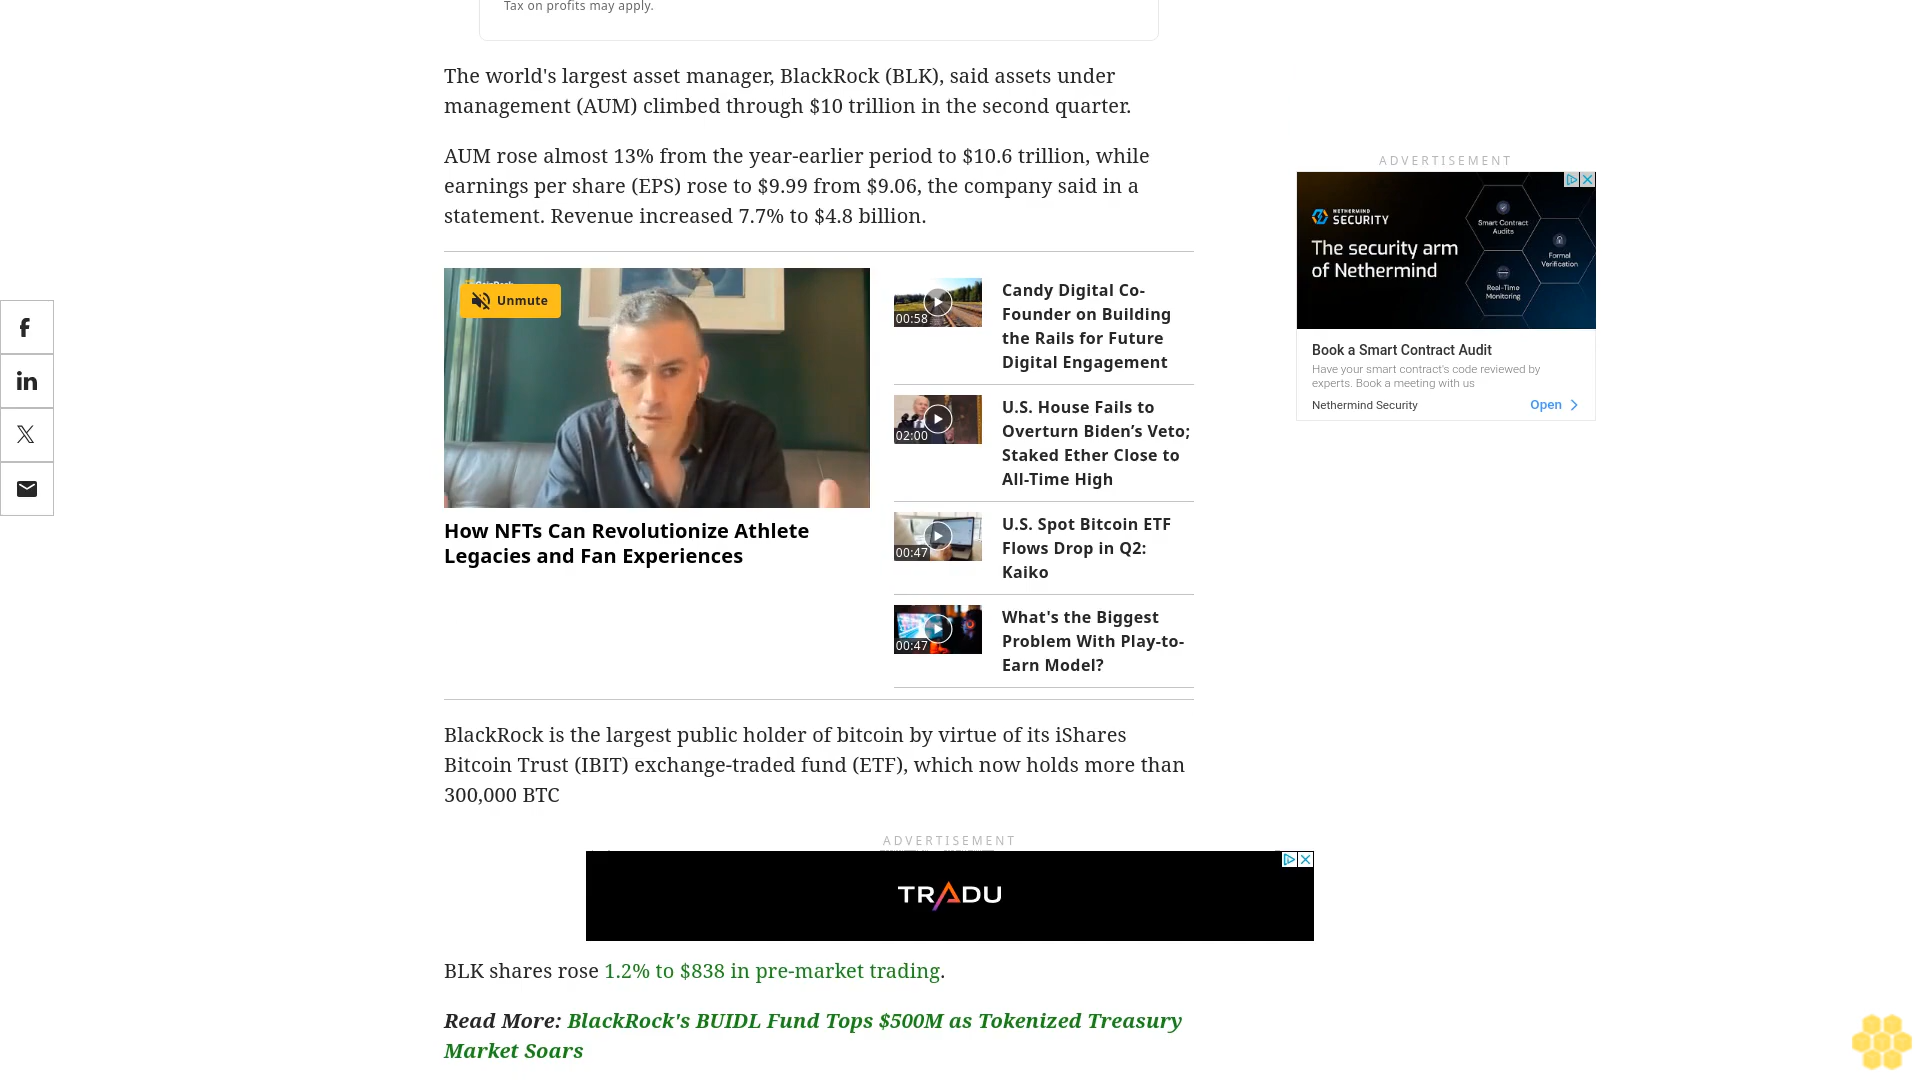 Tax on profits may apply.
The world's largest asset manager, BlackRock (BLK), said assets under
management (AUM) climbed through $10 trillion in the second quarter.
AUM rose almost 13% from the year-earlier period to $10.6 trillion, while
earnings per share (EPS) rose to $9.99 from $9.06, the company said in a
statement. Revenue increased 7.7% to $4.8 billion.
Unmute
How NFTs Can Revolutionize Athlete
Legacies and Fan Experiences
00:58
Candy Digital Co-
Founder on Building
the Rails for Future
Digital Engagement
02:00
U.S. House Fails to
Overturn Biden’s Veto;
Staked Ether Close to
All-Time High
00:47
U.S. Spot Bitcoin ETF
Flows Drop in Q2:
Kaiko
00:47
What's the Biggest
Problem With Play-to-
Earn Model?
BlackRock is the largest public holder of bitcoin by virtue of its iShares
Bitcoin Trust (IBIT) exchange-traded fund (ETF), which now holds more than
300,000 BTC
ADVERTISEMENT
TRADU
BLK shares rose 1.2% to $838 in pre-market trading.
Read More: BlackRock's BUIDL Fund Tops $500M as Tokenized Treasury
Market Soars
ADVERTISEMENT
NETHERMIND
SECURITY
The security arm
of Nethermind
Smart Contract
Audits
Formal
Verification
Real-Time
Monitoring
Book a Smart Contract Audit
Have your smart contract's code reviewed by
experts. Book a meeting with us
Nethermind Security
Open